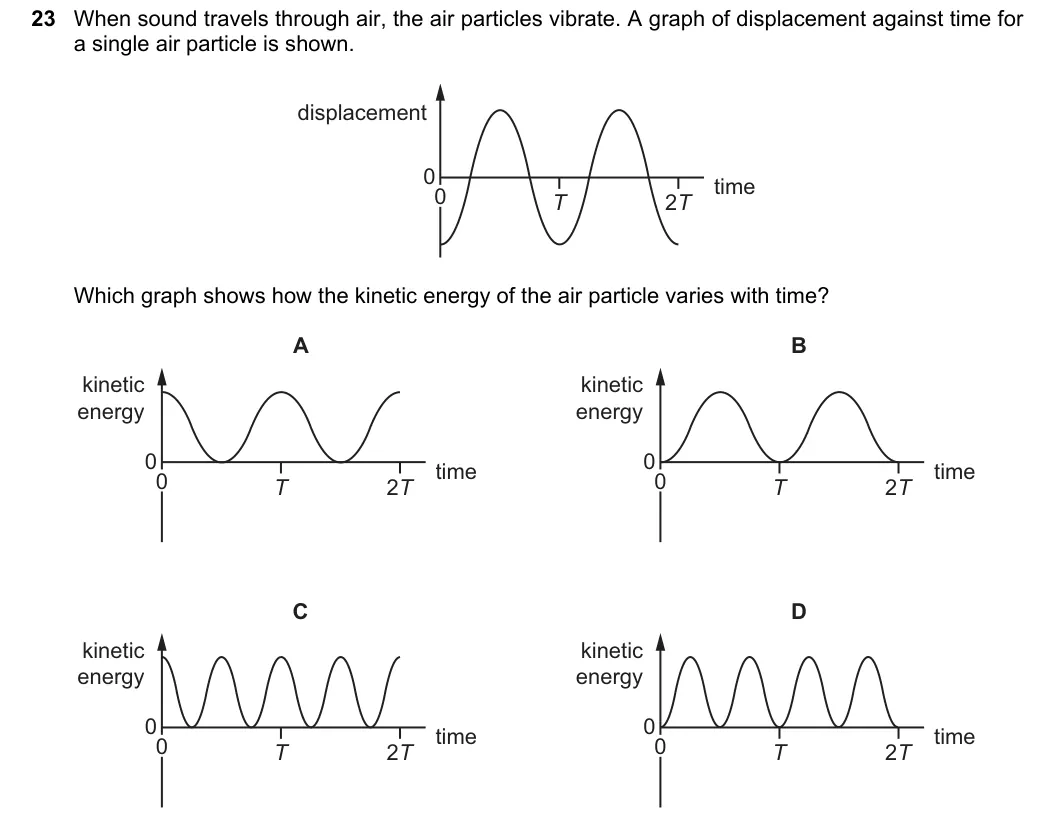 23 When sound travels through air, the air particles vibrate. A graph of displacement against time for
a single air particle is shown.
displacement
0
0
T
2T
time
Which graph shows how the kinetic energy of the air particle varies with time?
A
kinetic
energy
0
0
T
2T
time
B
kinetic
energy
0
0
T
2T
time
C
kinetic
energy
0
0
T
2T
time
D
kinetic
energy
0
0
T
2T
time